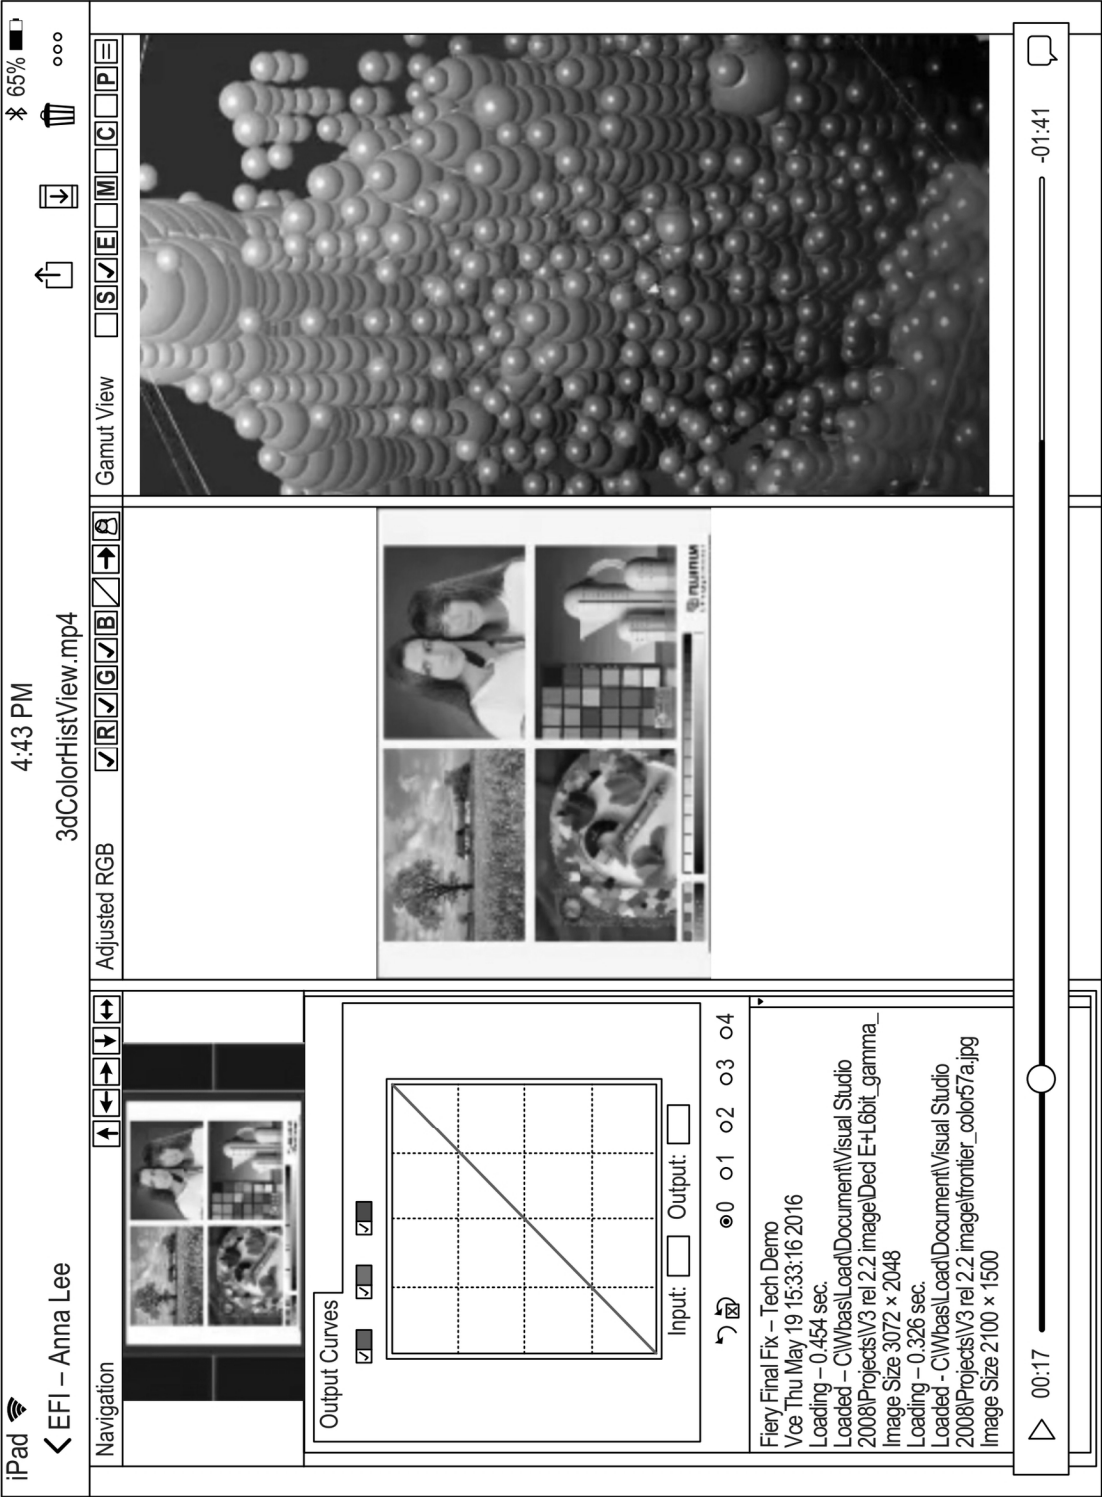 iPad
4:43 PM
65%
EFI – Anna Lee
3dColorHistView.mp4
Navigation
Adjusted RGB
R G B
Gamut View
S E M C P
Output Curves
Input:
Output:
0 1 2 3 4
Fiery Final Fix – Tech Demo
Vce Thu May 19 15:33:16 2016
Loading – 0.454 sec.
Loaded – C\Wbas\Load\Document\Visual Studio
2008\Projects\V3 rel 2.2 image\Ded E+L6bit_gamma_
Image Size 3072 × 2048
Loading – 0.326 sec.
Loaded - C\Wbas\Load\Document\Visual Studio
2008\Projects\V3 rel 2.2 image\frontier_color57a.jpg
Image Size 2100 × 1500
FUJIFILM
00:17
-01:41